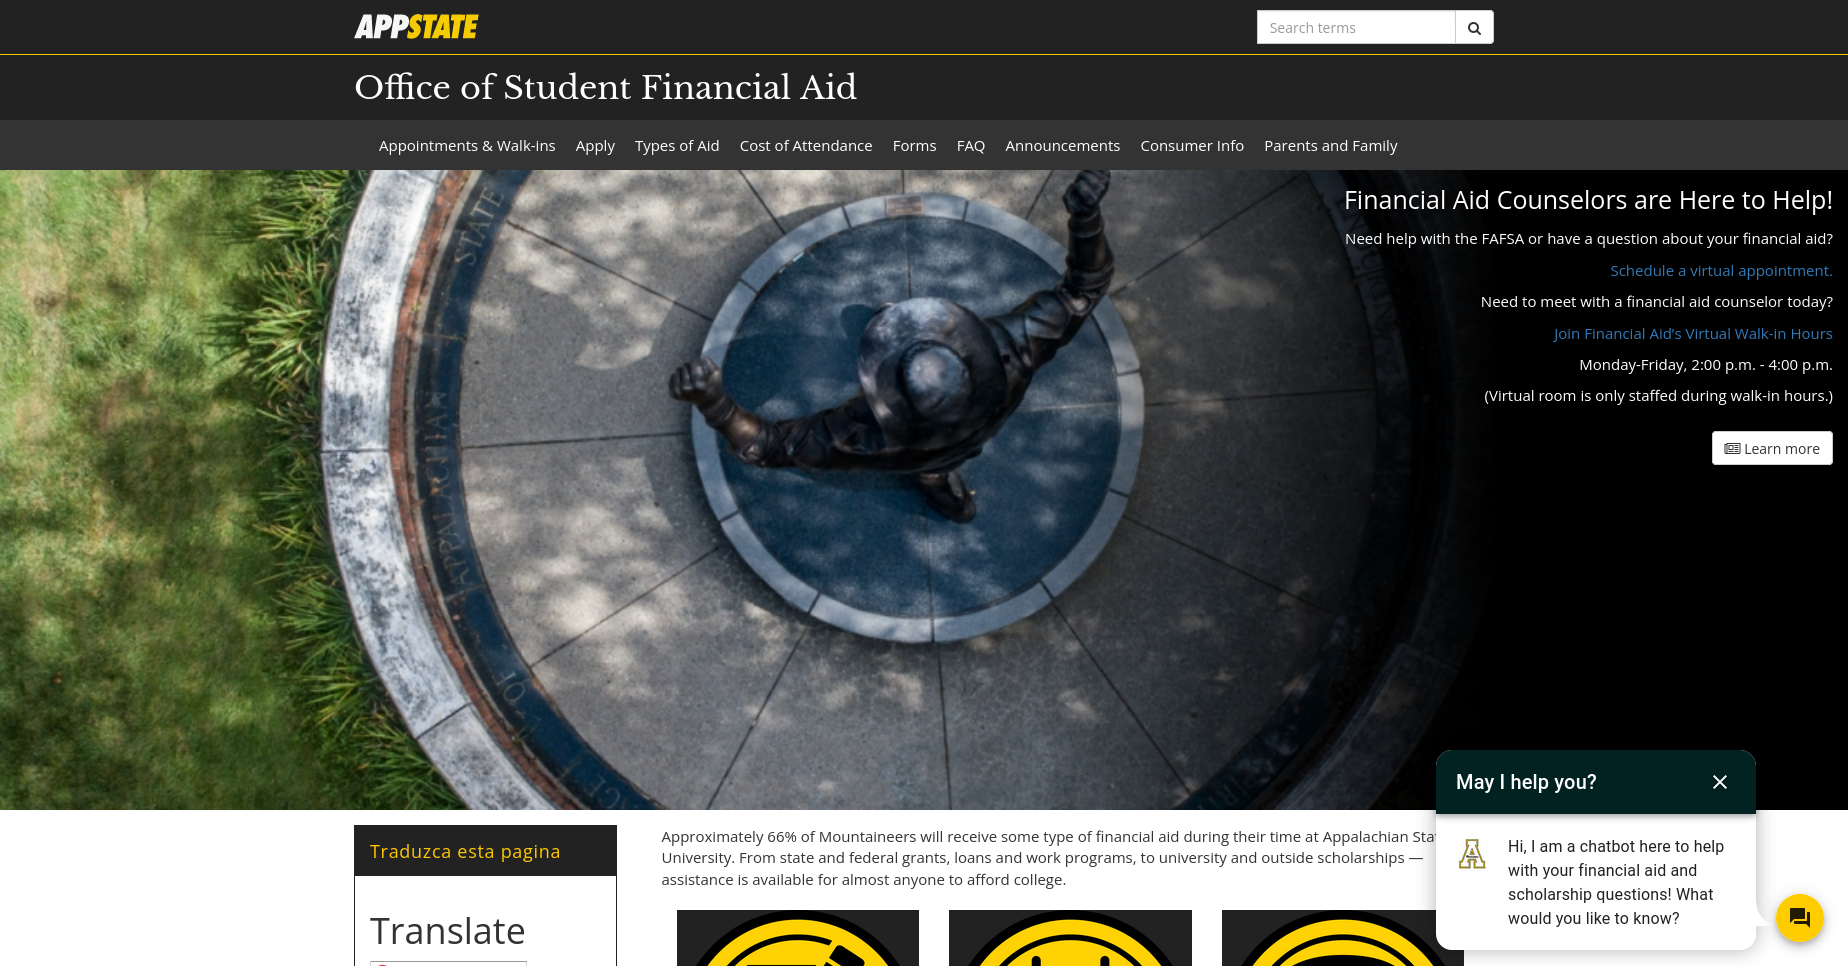 APPSTATE
Search terms
Office of Student Financial Aid
Appointments & Walk-ins Apply Types of Aid Cost of Attendance Forms FAQ Announcements Consumer Info Parents and Family
Financial Aid Counselors are Here to Help!
Need help with the FAFSA or have a question about your financial aid?
Schedule a virtual appointment.
Need to meet with a financial aid counselor today?
Join Financial Aid’s Virtual Walk-in Hours
Monday-Friday, 2:00 p.m. - 4:00 p.m.
(Virtual room is only staffed during walk-in hours.)
Learn more
STATE
APPALACHIAN
Traduzca esta pagina
Translate
Approximately 66% of Mountaineers will receive some type of financial aid during their time at Appalachian
University. From state and federal grants, loans and work programs, to university and outside scholarships —
assistance is available for almost anyone to afford college.
May I help you?
A
Hi, I am a chatbot here to help
with your financial aid and
scholarship questions! What
would you like to know?